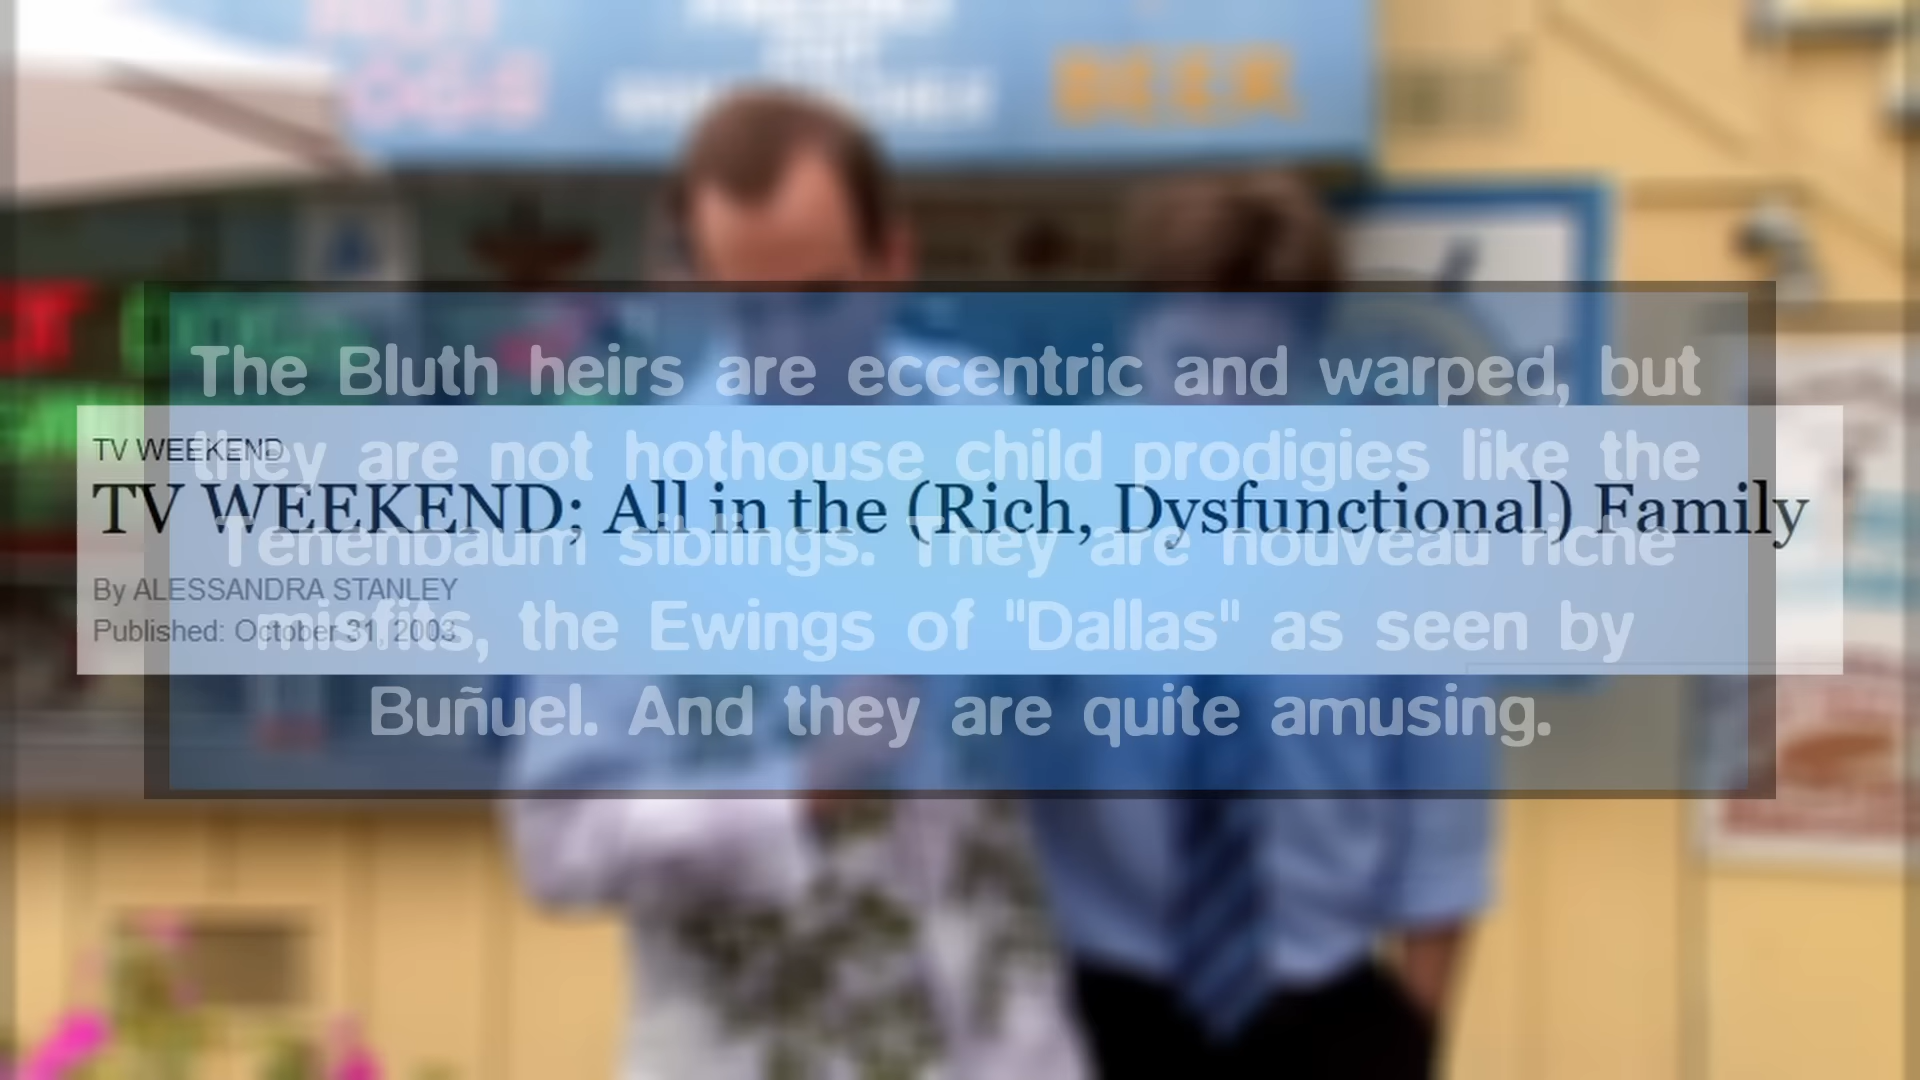 BEER
The Bluth heirs are eccentric and warped, but
they are not hothouse child prodigies like the
Tenenbaum siblings. They are nouveau riche
misfits, the Ewings of "Dallas" as seen by
Buñuel. And they are quite amusing.
TV WEEKEND
TV WEEKEND; All in the (Rich, Dysfunctional) Family
By ALESSANDRA STANLEY
Published: October 31, 2003